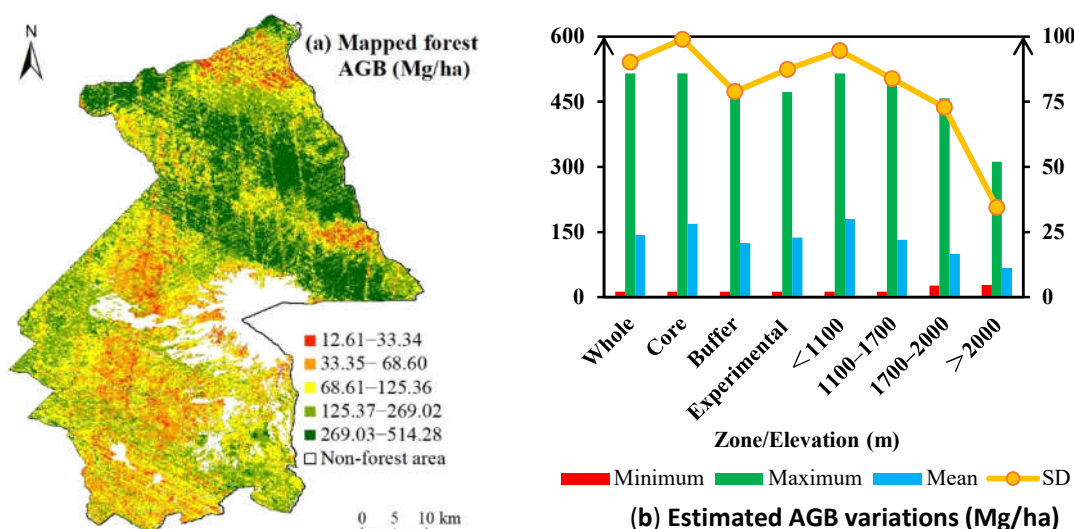 N
(a) Mapped forest
AGB (Mg/ha)
12.61–33.34
33.35–68.60
68.61–125.36
125.37–269.02
269.03–514.28
Non-forest area
0 5 10 km
600
450
300
150
0
100
75
50
25
0
Whole
Core
Buffer
Experimental
<1100
1100–1700
1700–2000
>2000
Zone/Elevation (m)
Minimum Maximum Mean SD
(b) Estimated AGB variations (Mg/ha)